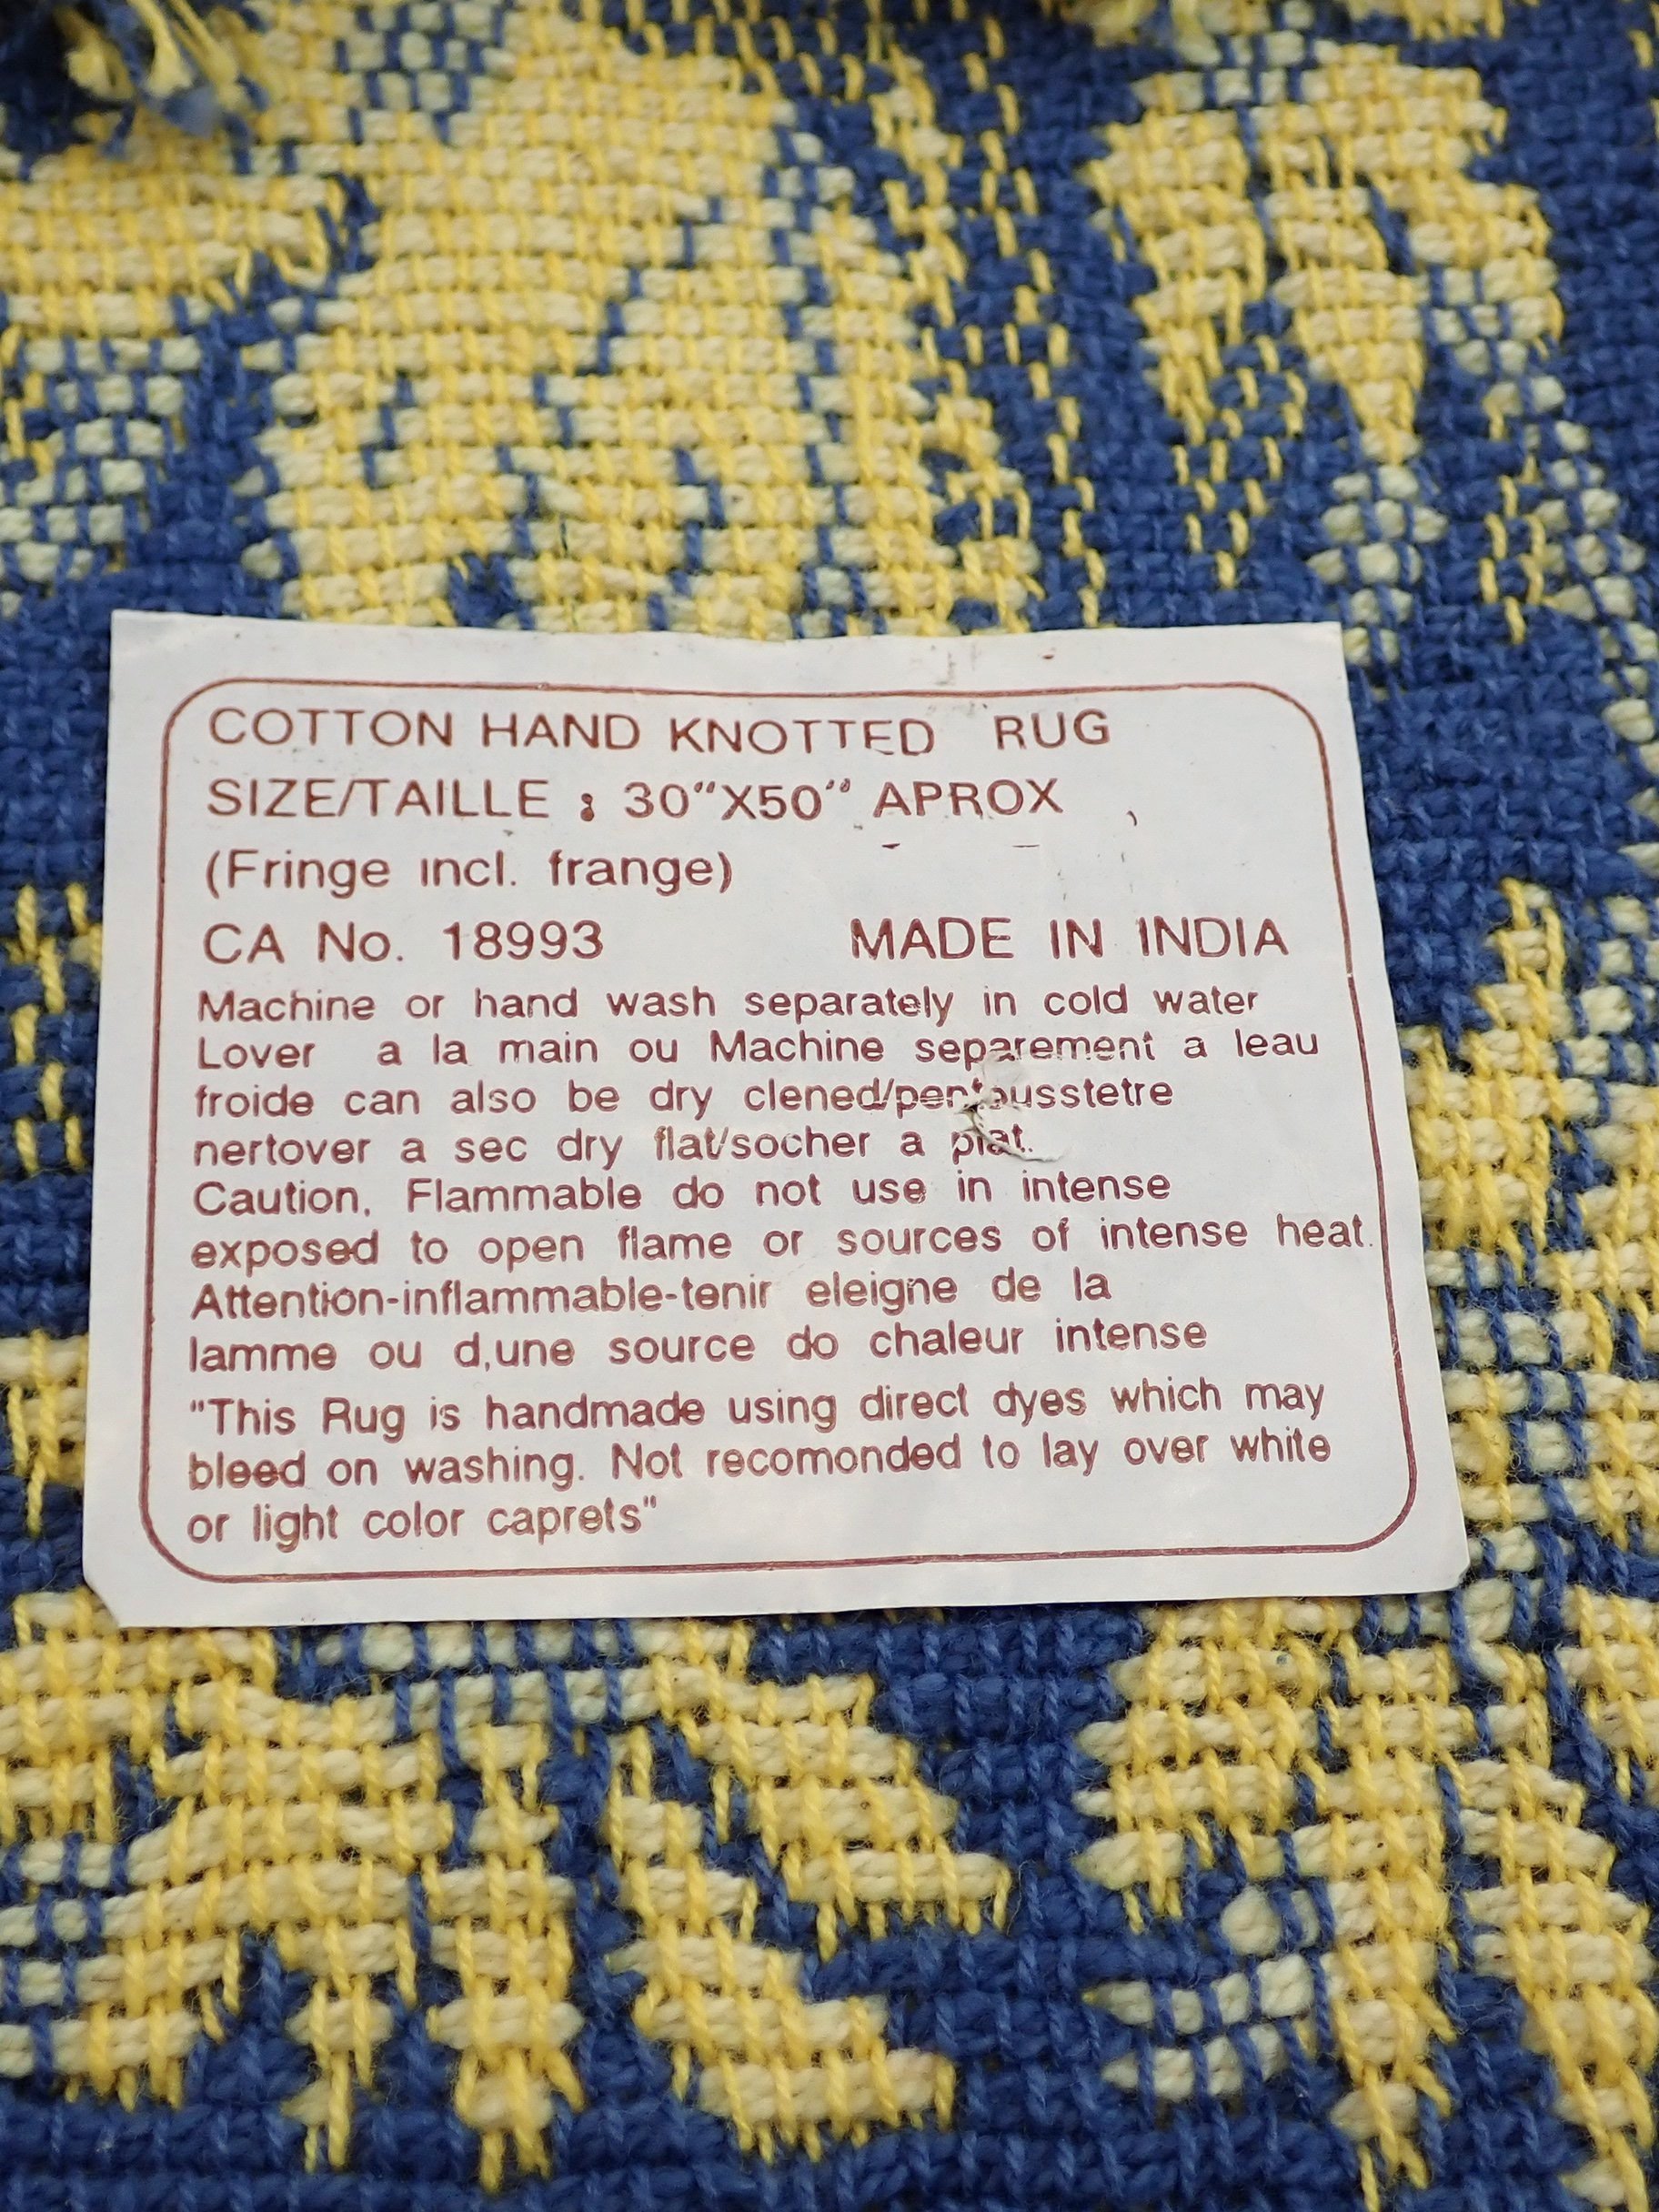 COTTON HAND KNOTTED RUG
SIZE/TAILLE : 30"X50" APROX
(Fringe incl. frange)
CA No. 18993 MADE IN INDIA
Machine or hand wash separately in cold water
Lover a la main ou Machine separement a leau
froide can also be dry clened/pentousstetre
nertover a sec dry flat/socher a plat.
Caution, Flammable do not use in intense
exposed to open flame or sources of intense heat.
Attention-inflammable-tenir eleigne de la
lamme ou d,une source do chaleur intense
"This Rug is handmade using direct dyes which may
bleed on washing. Not recomonded to lay over white
or light color caprets"